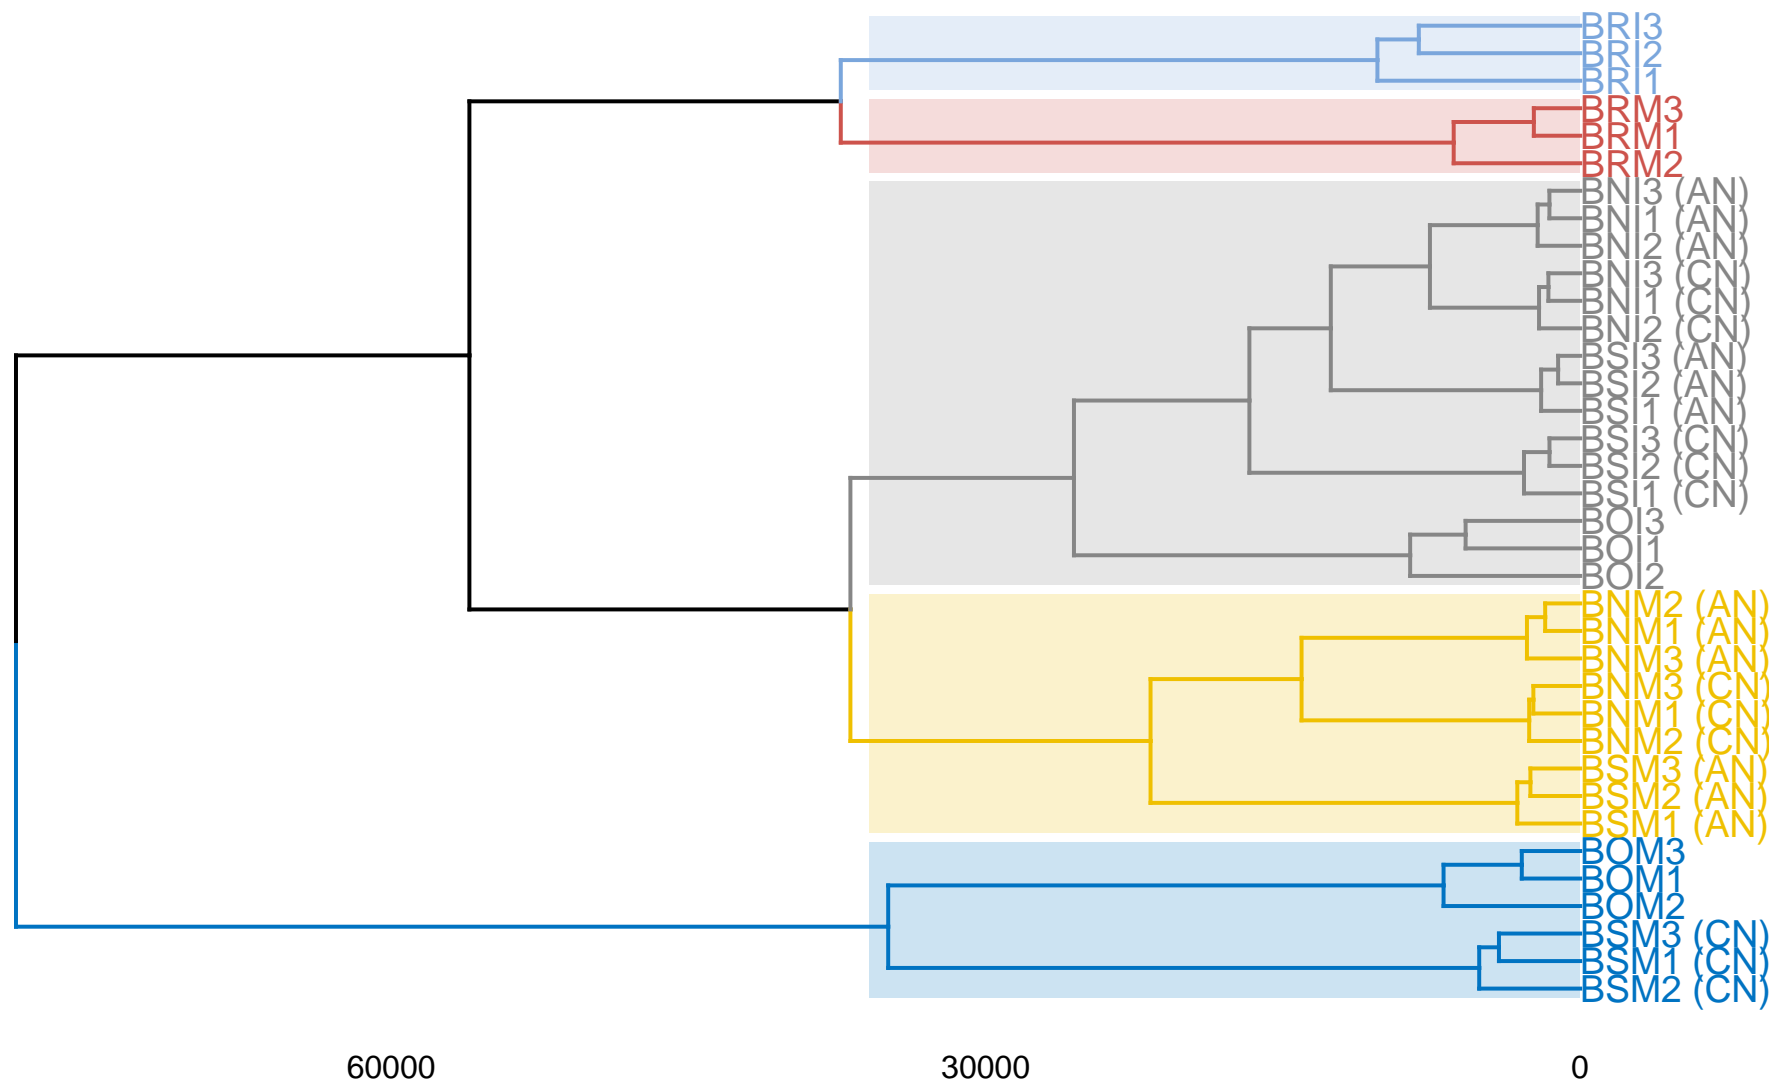 BRI3
BRI2
BRI1
BRM3
BRM1
BRM2
BNI3 (AN)
BNI1 (AN)
BNI2 (AN)
BNI3 (CN)
BNI1 (CN)
BNI2 (CN)
BSI3 (AN)
BSI2 (AN)
BSI1 (AN)
BSI3 (CN)
BSI2 (CN)
BSI1 (CN)
BOI3
BOI1
BOI2
BNM2 (AN)
BNM1 (AN)
BNM3 (AN)
BNM3 (CN)
BNM1 (CN)
BNM2 (CN)
BSM3 (AN)
BSM2 (AN)
BSM1 (AN)
BOM3
BOM1
BOM2
BSM3 (CN)
BSM1 (CN)
BSM2 (CN)
60000 30000 0